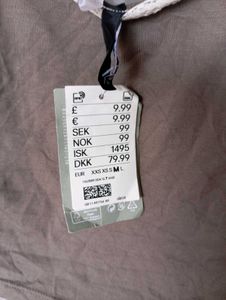 £ 9.99
€ 9.99
SEK 99
NOK 99
ISK 1495
DKK 79.99
EUR XXS XS S M L